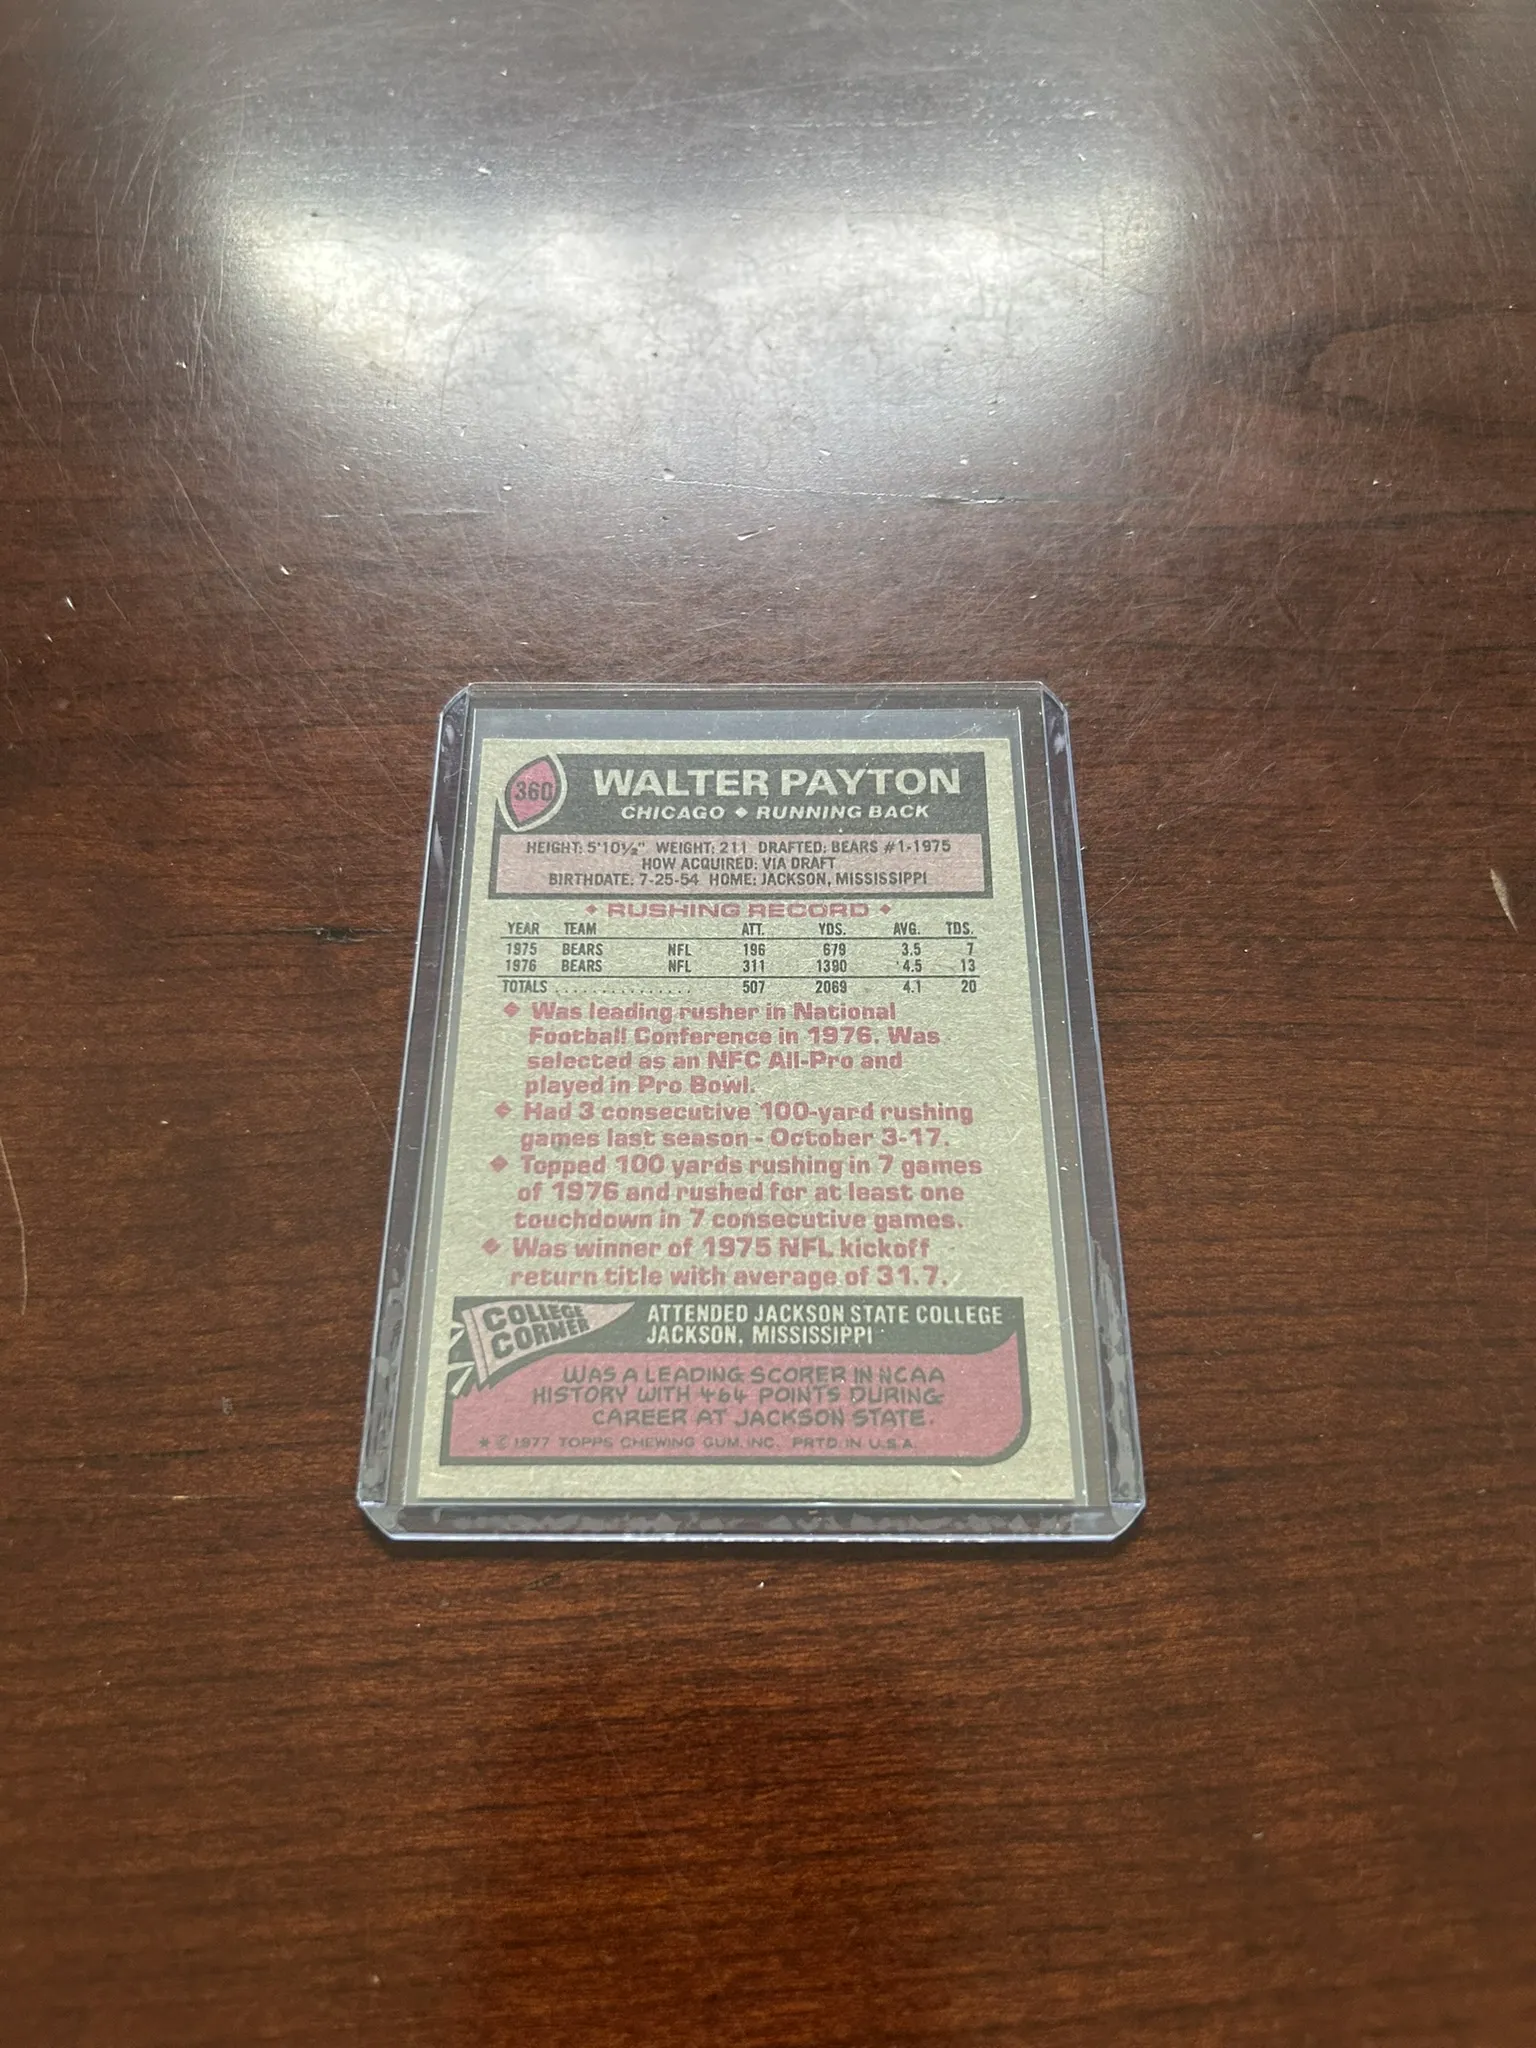 360
WALTER PAYTON
CHICAGO ◆ RUNNING BACK
HEIGHT: 5'10½" WEIGHT: 211 DRAFTED: BEARS #1-1975
HOW ACQUIRED: VIA DRAFT
BIRTHDATE: 7-25-54 HOME: JACKSON, MISSISSIPPI
◆ RUSHING RECORD ◆
YEAR TEAM ATT. YDS. AVG. TDS.
1975 BEARS NFL 196 679 3.5 7
1976 BEARS NFL 311 1390 4.5 13
TOTALS ............... 507 2069 4.1 20
◆ Was leading rusher in National
Football Conference in 1976. Was
selected as an NFC All-Pro and
played in Pro Bowl.
◆ Had 3 consecutive 100-yard rushing
games last season - October 3-17.
◆ Topped 100 yards rushing in 7 games
of 1976 and rushed for at least one
touchdown in 7 consecutive games.
◆ Was winner of 1975 NFL kickoff
return title with average of 31.7.
COLLEGE
CORNER
ATTENDED JACKSON STATE COLLEGE
JACKSON, MISSISSIPPI
WAS A LEADING SCORER IN NCAA
HISTORY WITH 464 POINTS DURING
CAREER AT JACKSON STATE.
* © 1977 TOPPS CHEWING GUM, INC. PRTD. IN U.S.A.